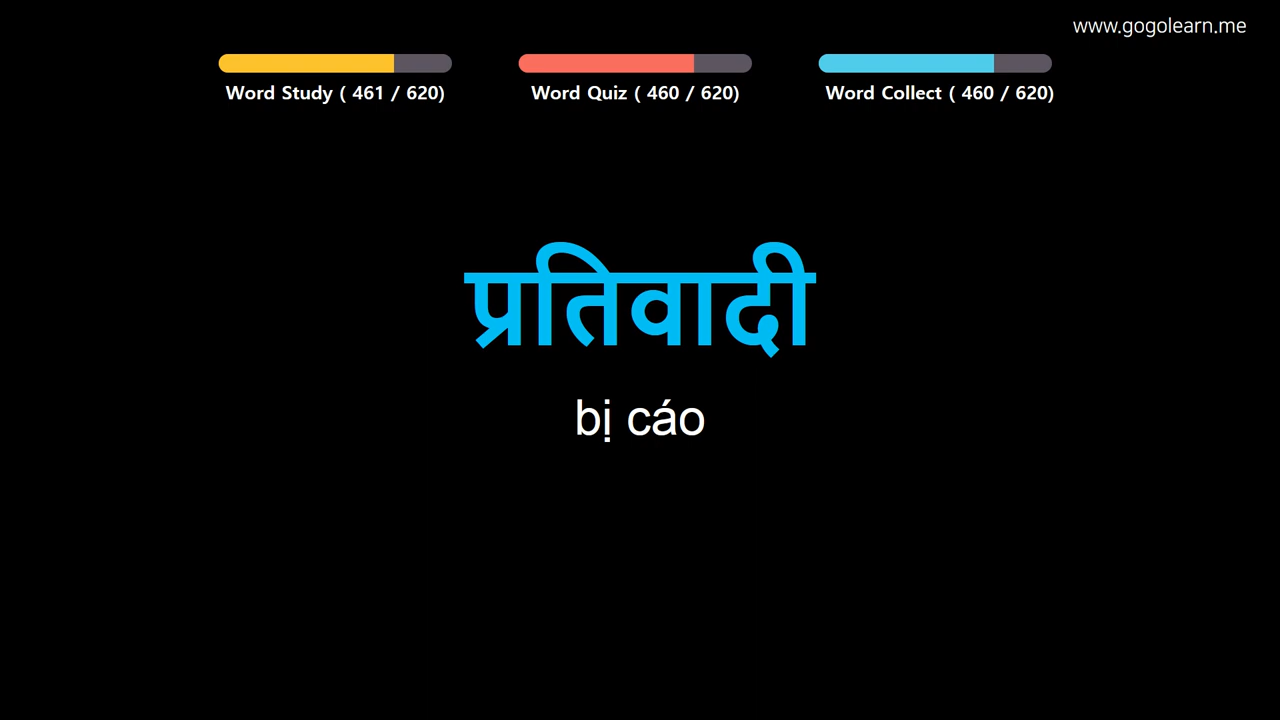 www.gogolearn.me
Word Study ( 461 / 620)
Word Quiz ( 460 / 620)
Word Collect ( 460 / 620)
प्रतिवादी
bị cáo